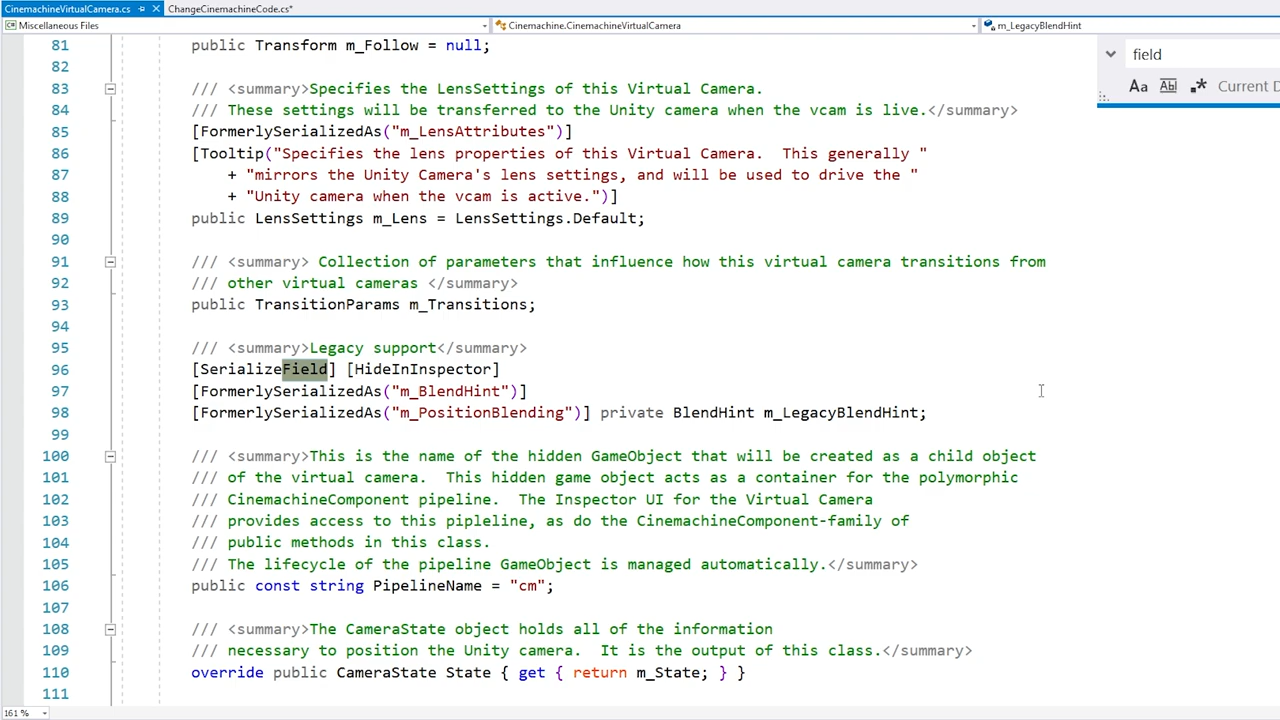 CinemachineVirtualCamera.cs
ChangeCinemachineCode.cs*
Miscellaneous Files
Cinemachine.CinemachineVirtualCamera
m_LegacyBlendHint
field
Aa Abl .* Current D
81 public Transform m_Follow = null;
82
83 /// <summary>Specifies the LensSettings of this Virtual Camera.
84 /// These settings will be transferred to the Unity camera when the vcam is live.</summary>
85 [FormerlySerializedAs("m_LensAttributes")]
86 [Tooltip("Specifies the lens properties of this Virtual Camera.  This generally "
87 + "mirrors the Unity Camera's lens settings, and will be used to drive the "
88 + "Unity camera when the vcam is active.")]
89 public LensSettings m_Lens = LensSettings.Default;
90
91 /// <summary> Collection of parameters that influence how this virtual camera transitions from
92 /// other virtual cameras </summary>
93 public TransitionParams m_Transitions;
94
95 /// <summary>Legacy support</summary>
96 [SerializeField] [HideInInspector]
97 [FormerlySerializedAs("m_BlendHint")]
98 [FormerlySerializedAs("m_PositionBlending")] private BlendHint m_LegacyBlendHint;
99
100 /// <summary>This is the name of the hidden GameObject that will be created as a child object
101 /// of the virtual camera.  This hidden game object acts as a container for the polymorphic
102 /// CinemachineComponent pipeline.  The Inspector UI for the Virtual Camera
103 /// provides access to this pipleline, as do the CinemachineComponent-family of
104 /// public methods in this class.
105 /// The lifecycle of the pipeline GameObject is managed automatically.</summary>
106 public const string PipelineName = "cm";
107
108 /// <summary>The CameraState object holds all of the information
109 /// necessary to position the Unity camera.  It is the output of this class.</summary>
110 override public CameraState State { get { return m_State; } }
111
161 %